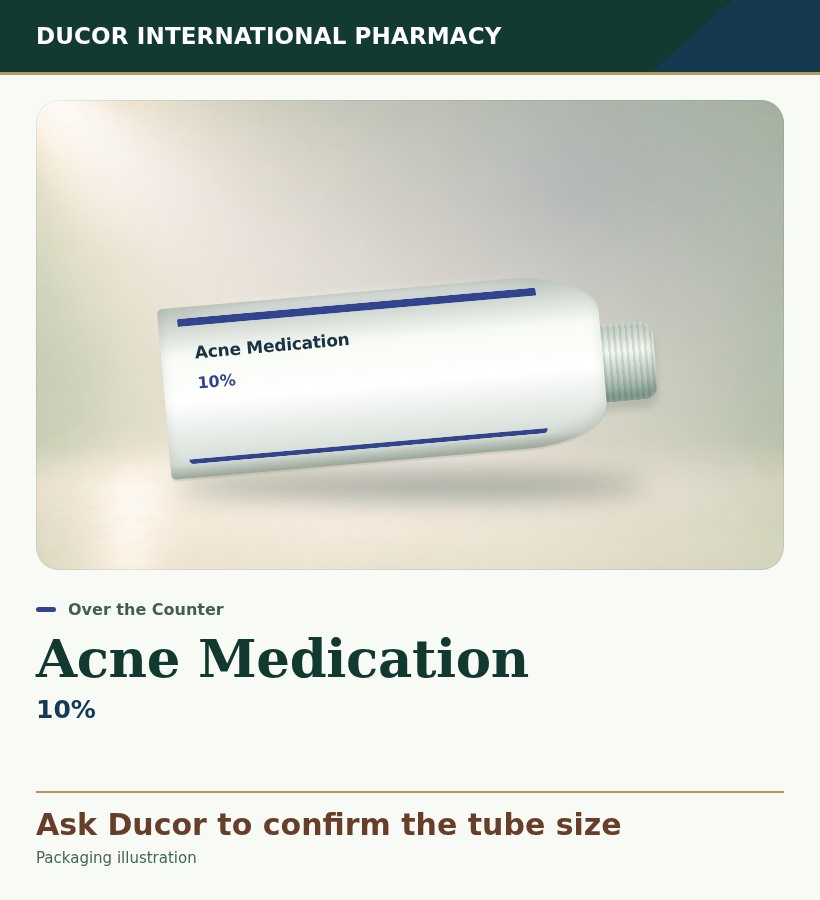 DUCOR INTERNATIONAL PHARMACY
Acne Medication
10%
Over the Counter
Acne Medication
10%
Ask Ducor to confirm the tube size
Packaging illustration